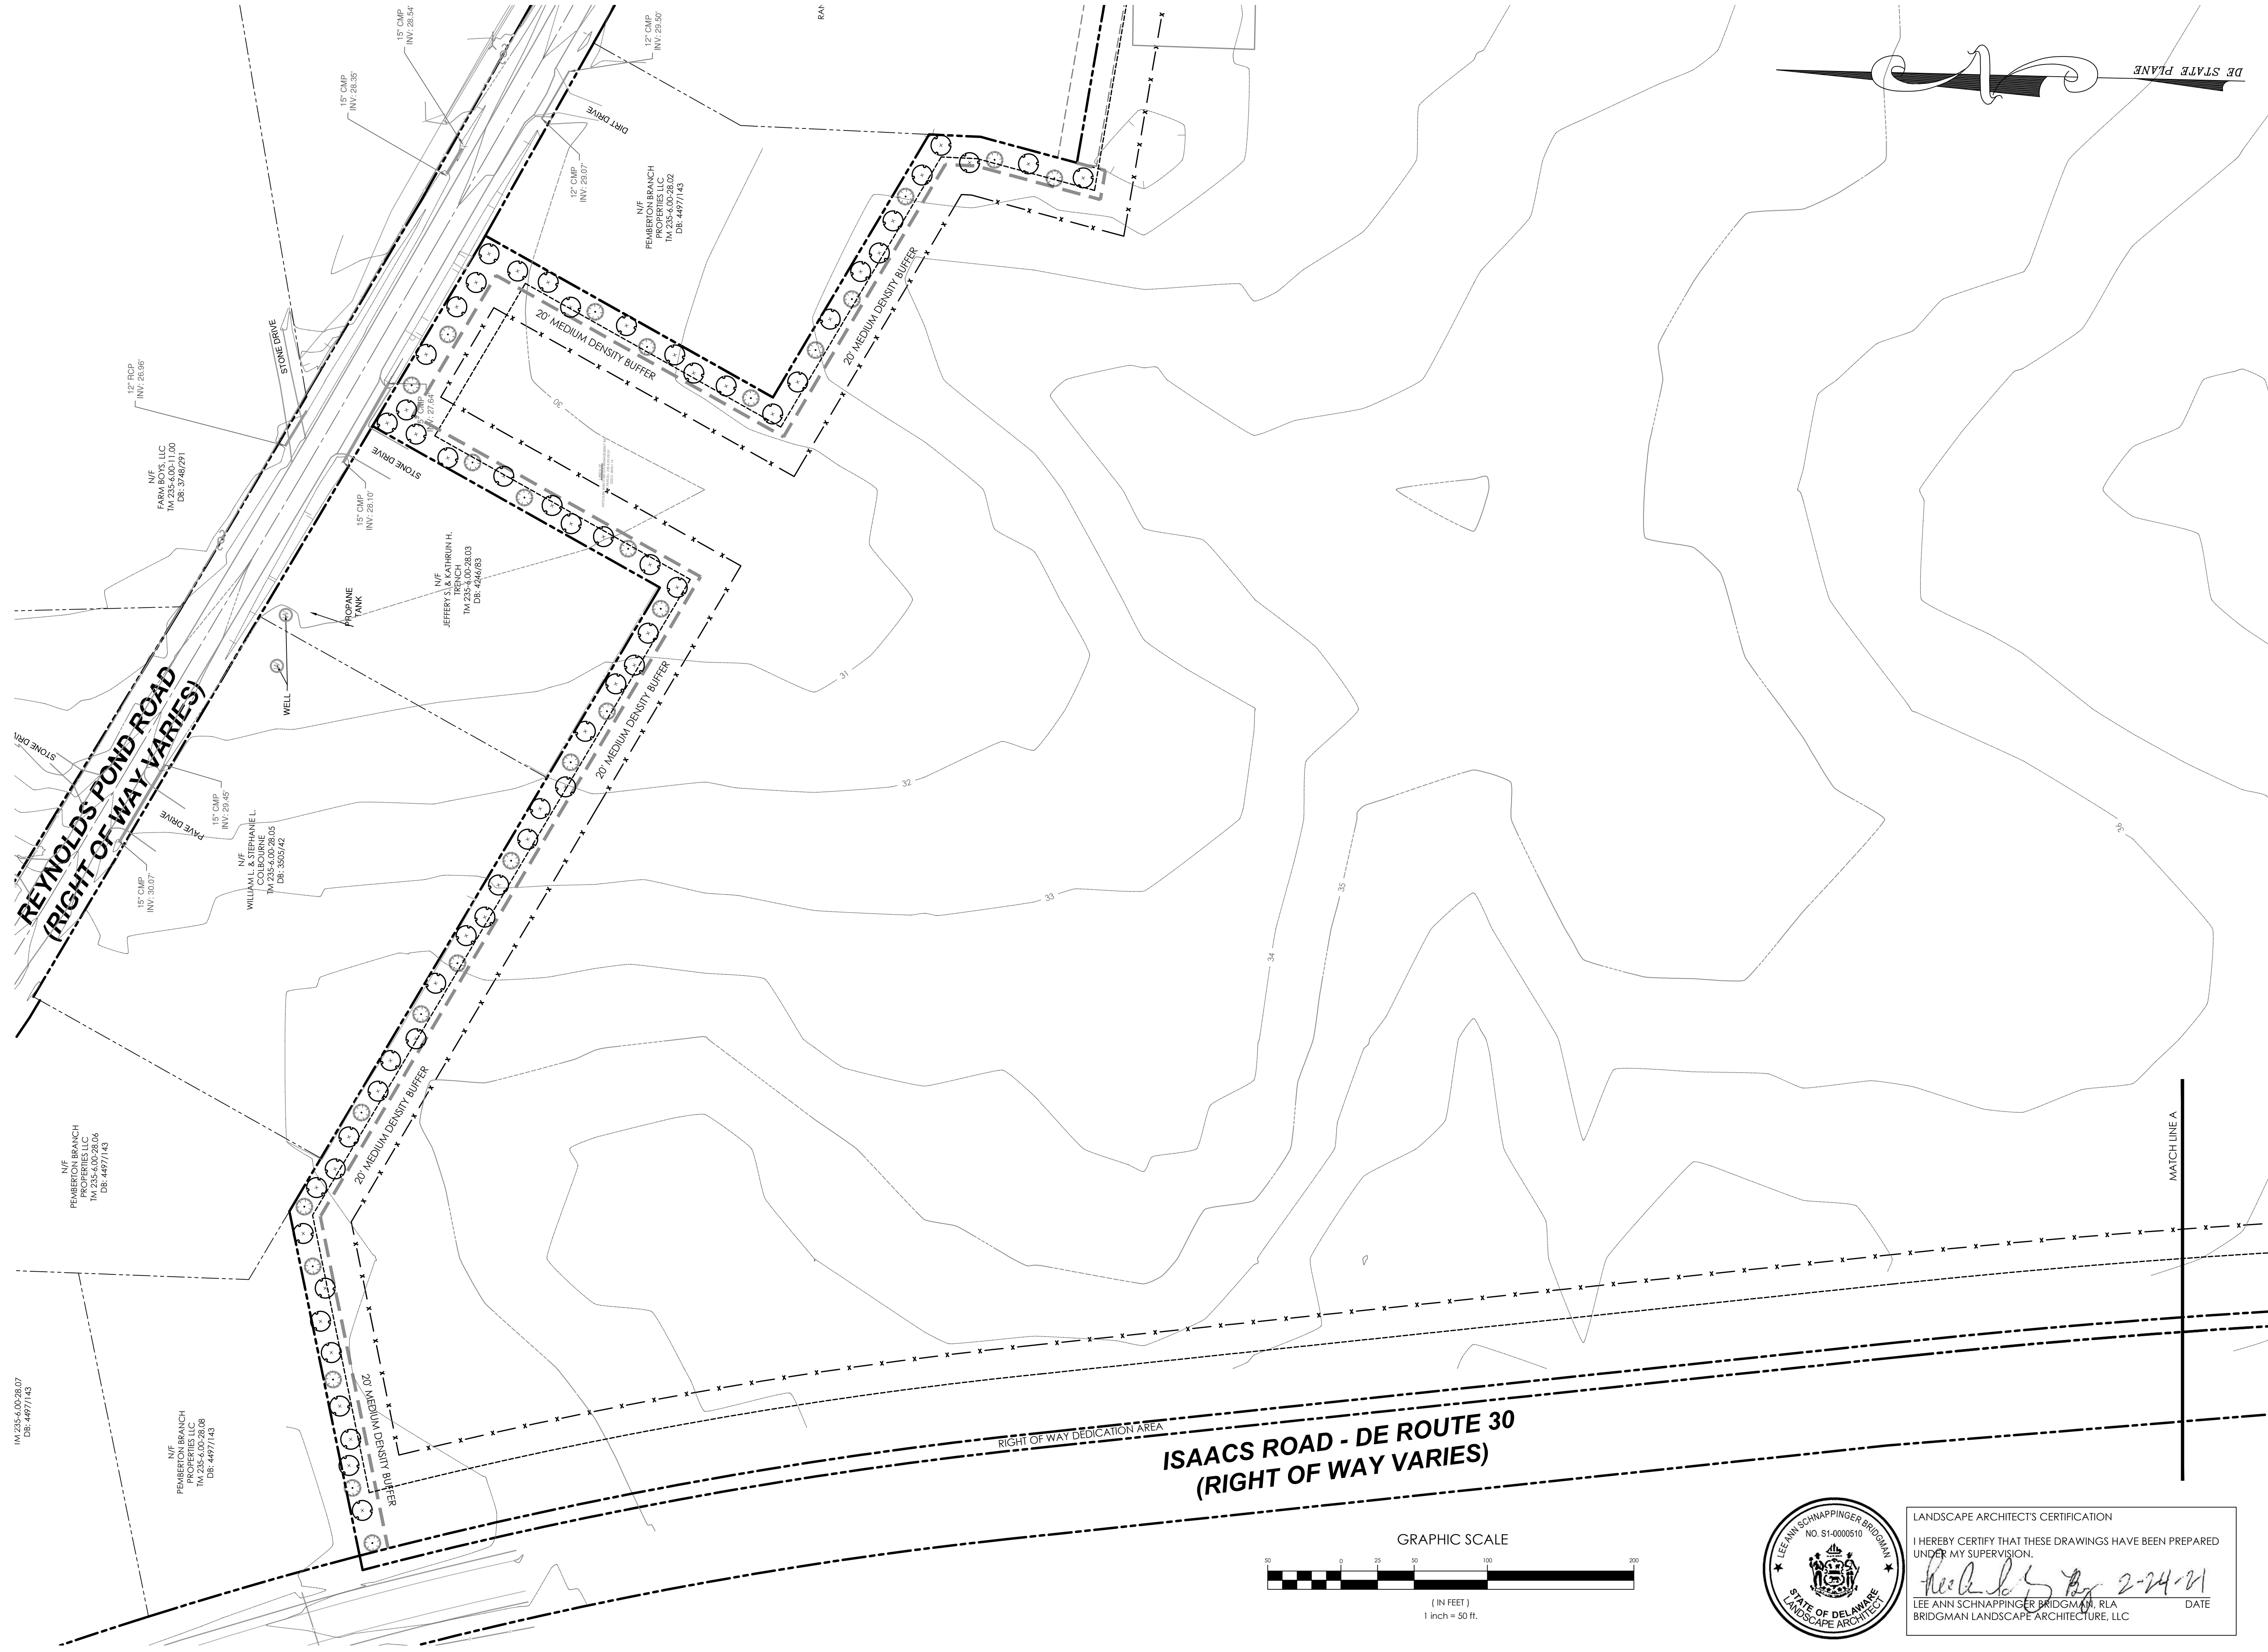 15" CMP
INV: 28.54'
15" CMP
INV: 28.35'
12" CMP
INV: 29.50'
RAN
DE STATE PLANE
DIRT DRIVE
12" CMP
INV: 29.07'
N/F
PEMBERTON BRANCH
PROPERTIES LLC
TM 235-6.00-28.02
DB: 4497/143
20' MEDIUM DENSITY BUFFER
20' MEDIUM DENSITY BUFFER
STONE DRIVE
12" RCP
INV: 26.96'
N/F
FARM BOYS, LLC
TM 235-6.00-11.00
DB: 3748/291
CMP
27.64'
STONE DRIVE
30
15" CMP
INV: 28.10'
N/F
JEFFERY S. & KATHRUN H.
TRENCH
TM 235-6.00-28.03
DB: 4246/83
PROPANE
TANK
WELL
REYNOLDS POND ROAD
(RIGHT OF WAY VARIES)
STONE DRIV
PAVE DRIVE
15" CMP
INV: 29.45'
15" CMP
INV: 30.07'
N/F
WILLIAM L. & STEPHANIE L.
COLBOURNE
TM 235-6.00-28.05
DB: 3505/42
20' MEDIUM DENSITY BUFFER
31
32
33
34
35
36
20' MEDIUM DENSITY BUFFER
N/F
PEMBERTON BRANCH
PROPERTIES LLC
TM 235-6.00-28.06
DB: 4497/143
TM 235-6.00-28.07
DB: 4497/143
N/F
PEMBERTON BRANCH
PROPERTIES LLC
TM 235-6.00-28.08
DB: 4497/143
20' MEDIUM DENSITY BUFFER
MATCH LINE A
RIGHT OF WAY DEDICATION AREA
ISAACS ROAD - DE ROUTE 30
(RIGHT OF WAY VARIES)
GRAPHIC SCALE
50 0 25 50 100 200
( IN FEET )
1 inch = 50 ft.
LEE ANN SCHNAPPINGER BRIDGMAN
NO. S1-0000510
STATE OF DELAWARE
LANDSCAPE ARCHITECT
LANDSCAPE ARCHITECT'S CERTIFICATION
I HEREBY CERTIFY THAT THESE DRAWINGS HAVE BEEN PREPARED
UNDER MY SUPERVISION.
2-24-21
LEE ANN SCHNAPPINGER BRIDGMAN, RLA DATE
BRIDGMAN LANDSCAPE ARCHITECTURE, LLC